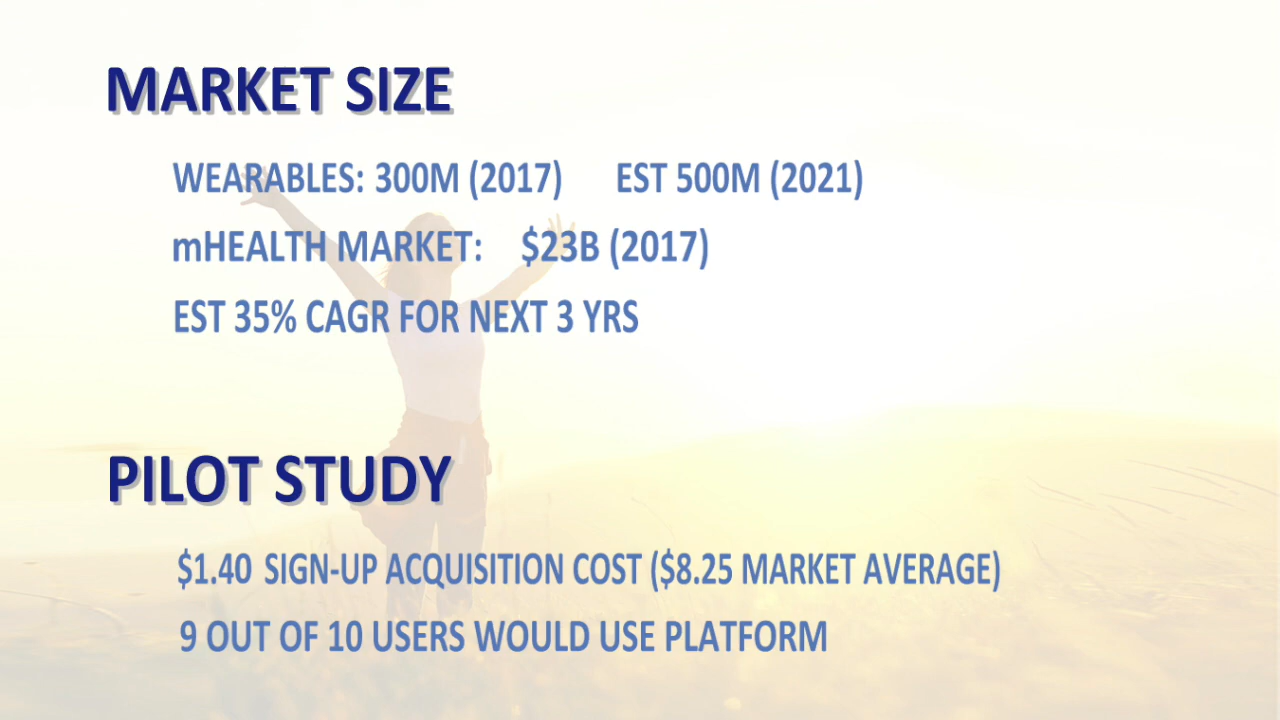 MARKET SIZE
WEARABLES: 300M (2017) EST 500M (2021)
mHEALTH MARKET: $23B (2017)
EST 35% CAGR FOR NEXT 3 YRS
PILOT STUDY
$1.40 SIGN-UP ACQUISITION COST ($8.25 MARKET AVERAGE)
9 OUT OF 10 USERS WOULD USE PLATFORM